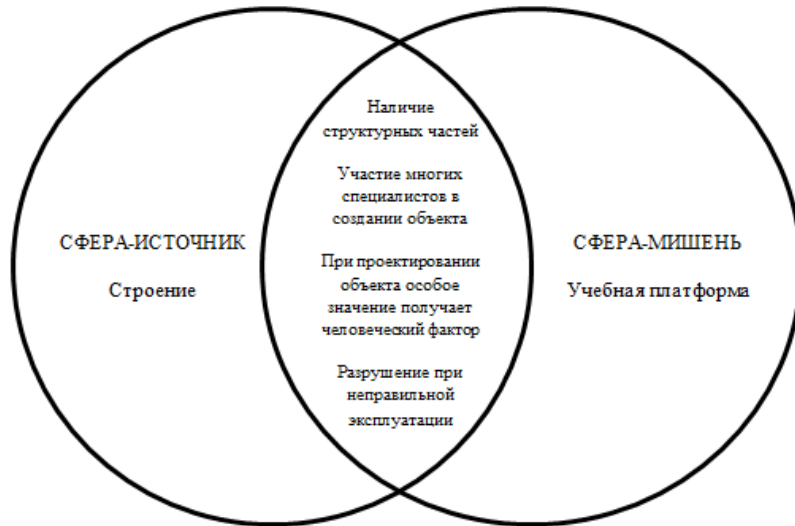 СФЕРА-ИСТОЧНИК
Строение
Наличие
структурных частей
Участие многих
специалистов в
создании объекта
При проектировании
объекта особое
значение получает
человеческий фактор
Разрушение при
неправильной
эксплуатации
СФЕРА-МИШЕНЬ
Учебная платформа